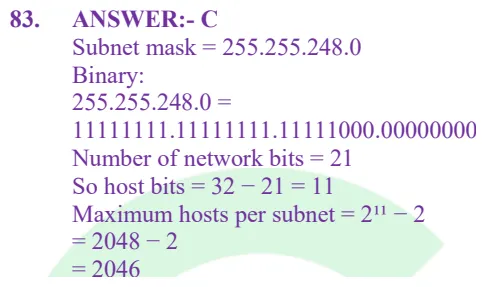 83. ANSWER:- C
Subnet mask = 255.255.248.0
Binary:
255.255.248.0 =
11111111.11111111.11111000.00000000
Number of network bits = 21
So host bits = 32 − 21 = 11
Maximum hosts per subnet = 2¹¹ − 2
= 2048 − 2
= 2046